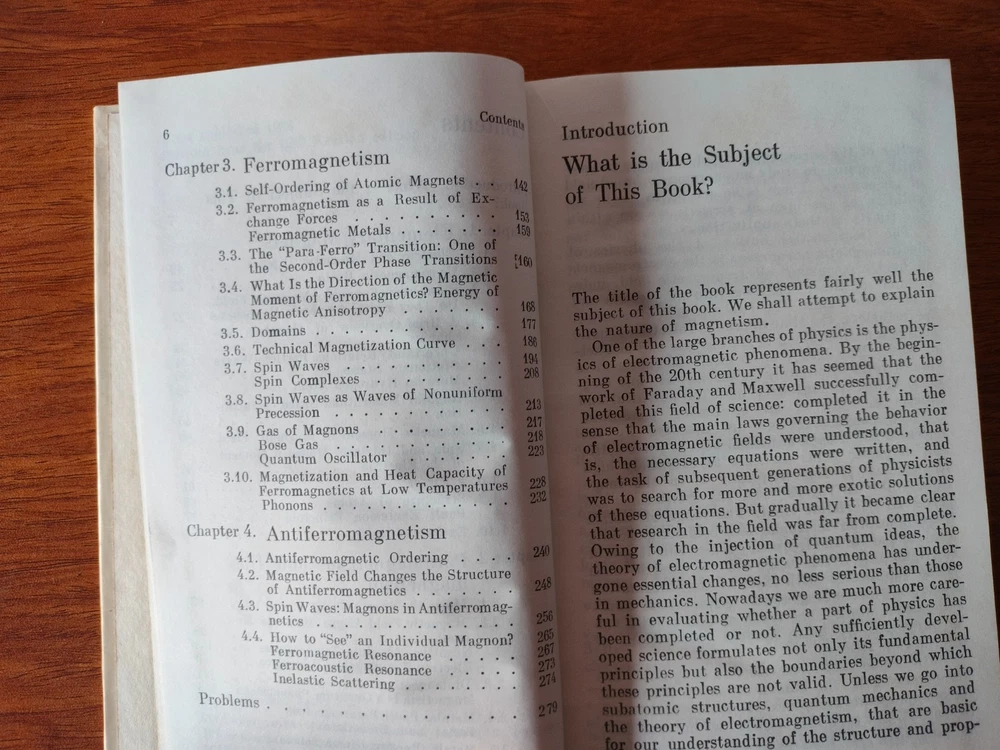 6
Contents
Chapter 3. Ferromagnetism
3.1. Self-Ordering of Atomic Magnets . . 142
3.2. Ferromagnetism as a Result of Ex-
change Forces . . . . . . . . . 153
Ferromagnetic Metals . . . . . . 159
3.3. The “Para-Ferro” Transition: One of
the Second-Order Phase Transitions [160
3.4. What Is the Direction of the Magnetic
Moment of Ferromagnetics? Energy of
Magnetic Anisotropy . . . . . . 168
3.5. Domains . . . . . . . . . . . 177
3.6. Technical Magnetization Curve . . . 186
3.7. Spin Waves . . . . . . . . . . 194
Spin Complexes . . . . . . . . 208
3.8. Spin Waves as Waves of Nonuniform
Precession . . . . . . . . . . 213
3.9. Gas of Magnons . . . . . . . . 217
Bose Gas . . . . . . . . . . . 218
Quantum Oscillator . . . . . . 223
3.10. Magnetization and Heat Capacity of
Ferromagnetics at Low Temperatures 228
Phonons . . . . . . . . . . . 232
Chapter 4. Antiferromagnetism
4.1. Antiferromagnetic Ordering . . . . 240
4.2. Magnetic Field Changes the Structure
of Antiferromagnetics . . . . . . 248
4.3. Spin Waves: Magnons in Antiferromag-
netics . . . . . . . . . . . . 256
4.4. How to “See” an Individual Magnon? 265
Ferromagnetic Resonance . . . . . 267
Ferroacoustic Resonance . . . . . 273
Inelastic Scattering . . . . . . . 274
Problems . . . . . . . . . . . . . 279
Introduction
What is the Subject
of This Book?
The title of the book represents fairly well the
subject of this book. We shall attempt to explain
the nature of magnetism.
One of the large branches of physics is the phys-
ics of electromagnetic phenomena. By the begin-
ning of the 20th century it has seemed that the
work of Faraday and Maxwell successfully com-
pleted this field of science: completed it in the
sense that the main laws governing the behavior
of electromagnetic fields were understood, that
is, the necessary equations were written, and
the task of subsequent generations of physicists
was to search for more and more exotic solutions
of these equations. But gradually it became clear
that research in the field was far from complete.
Owing to the injection of quantum ideas, the
theory of electromagnetic phenomena has under-
gone essential changes, no less serious than those
in mechanics. Nowadays we are much more care-
ful in evaluating whether a part of physics has
been completed or not. Any sufficiently devel-
oped science formulates not only its fundamental
principles but also the boundaries beyond which
these principles are not valid. Unless we go into
subatomic structures, quantum mechanics and
the theory of electromagnetism, that are basic
for our understanding of the structure and prop-